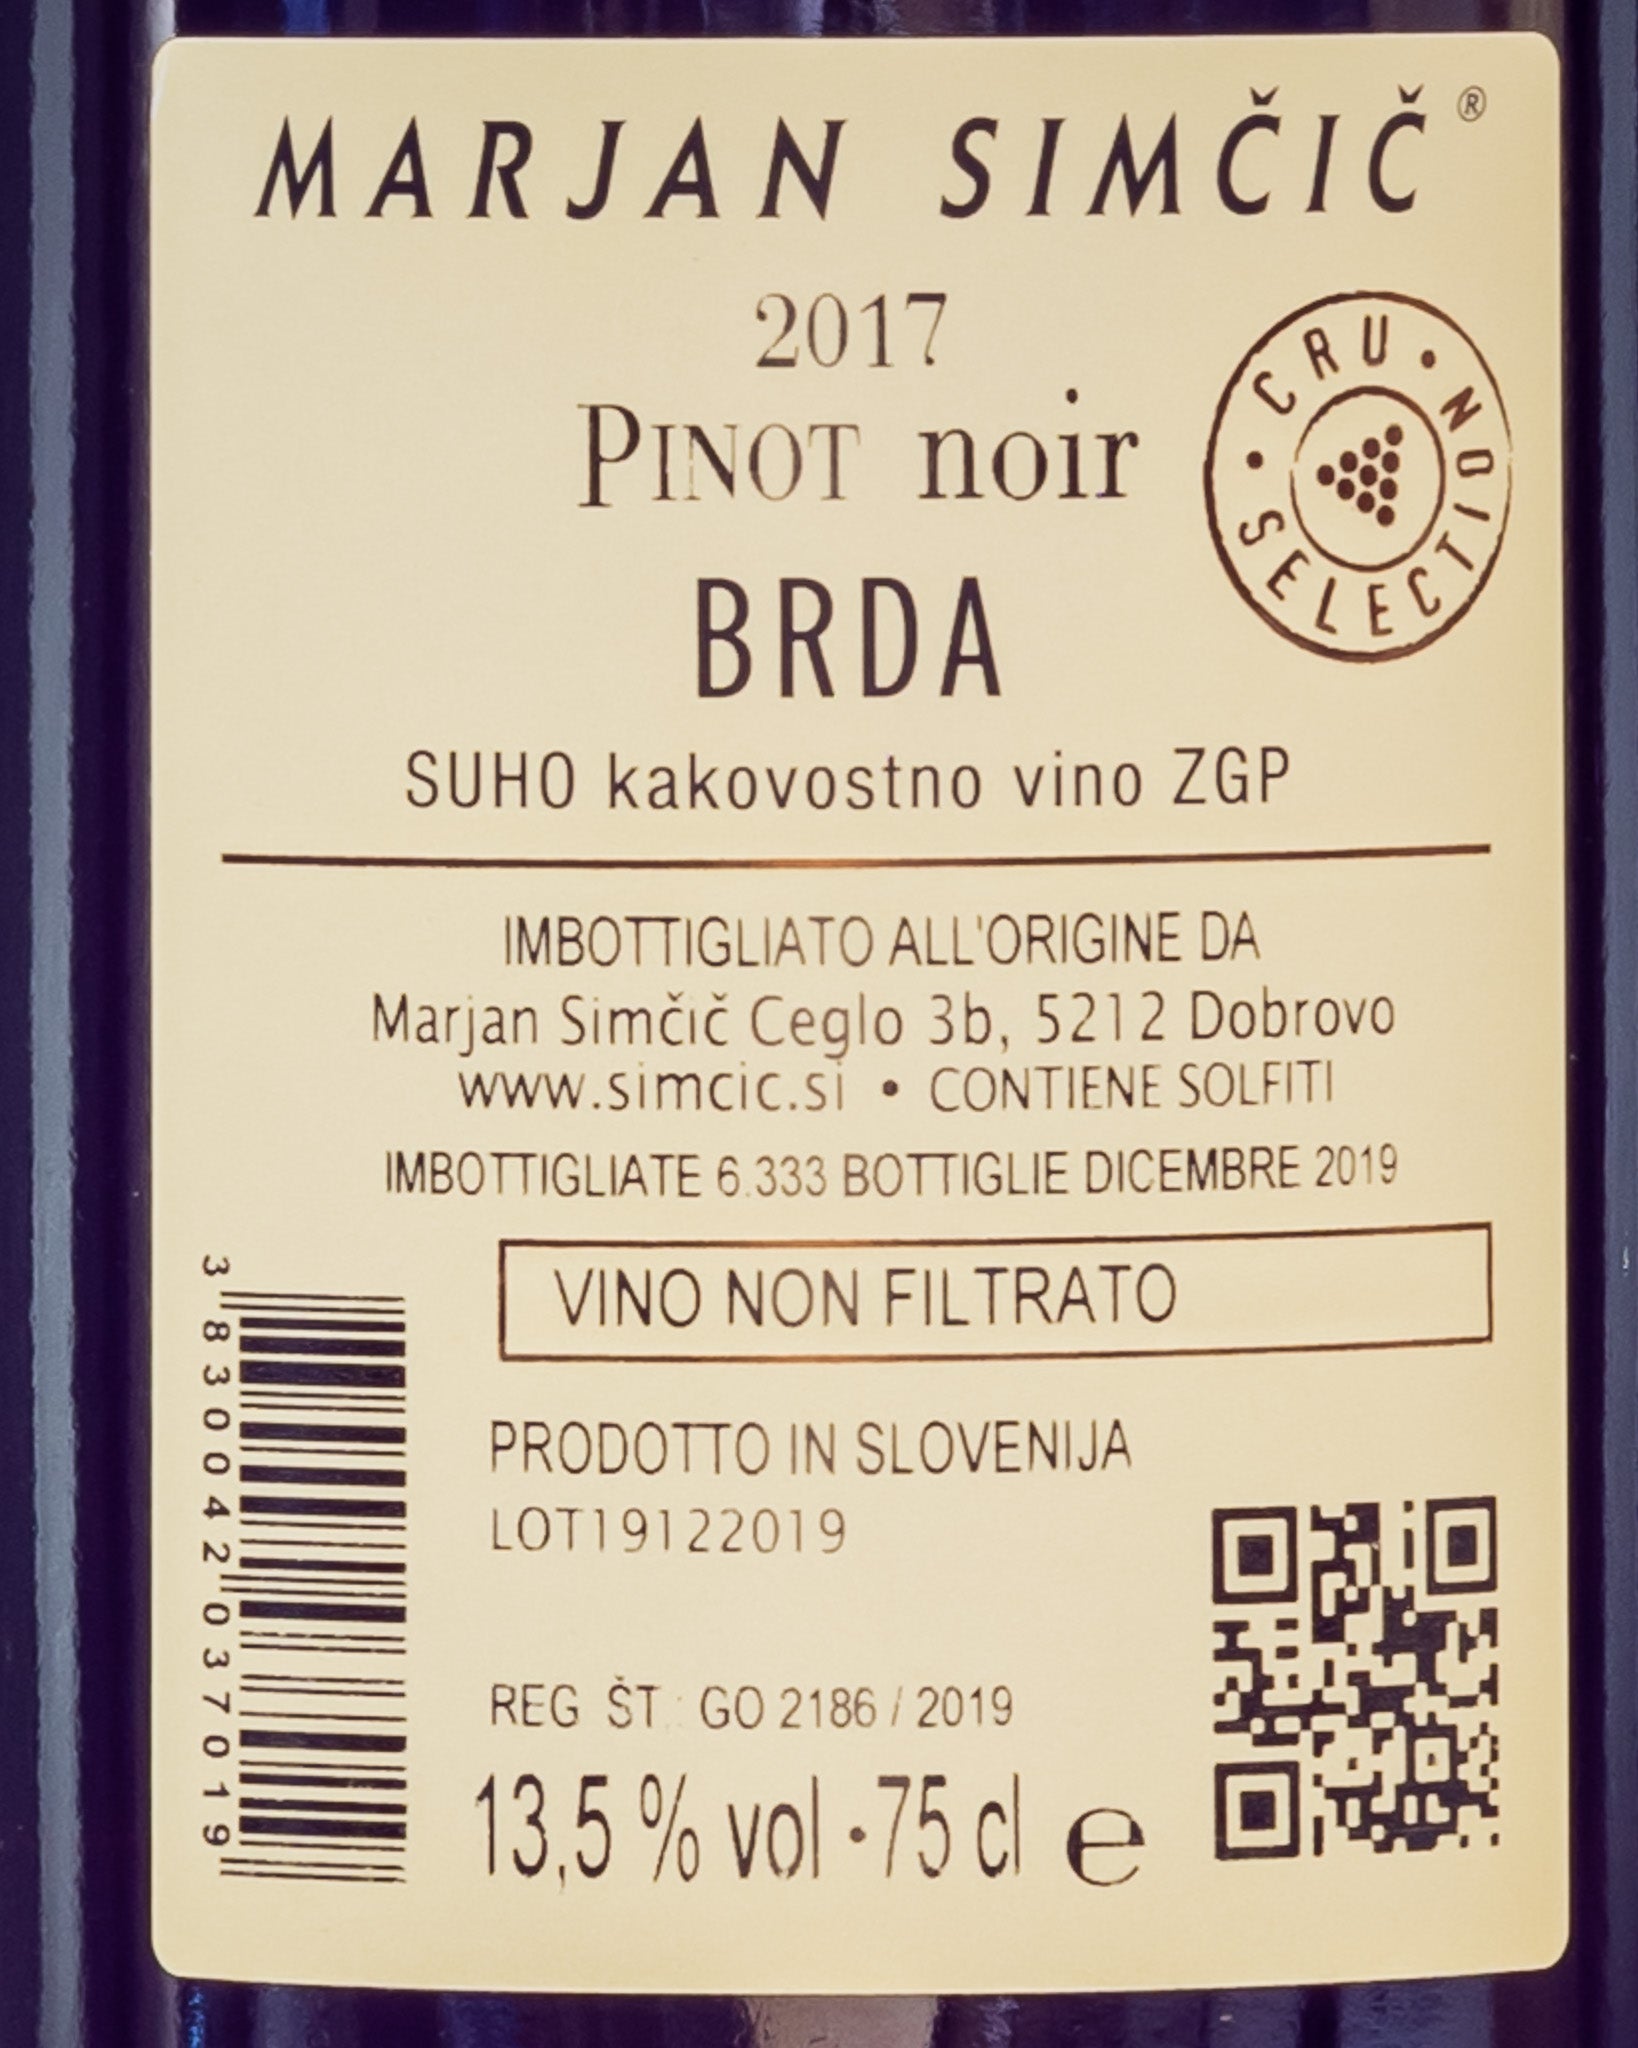 MARJAN SIMČIČ®
2017
PINOT noir
CRU • SELECTION •
BRDA
SUHO kakovostno vino ZGP
IMBOTTIGLIATO ALL'ORIGINE DA
Marjan Simčič Ceglo 3b, 5212 Dobrovo
www.simcic.si • CONTIENE SOLFITI
IMBOTTIGLIATE 6.333 BOTTIGLIE DICEMBRE 2019
VINO NON FILTRATO
PRODOTTO IN SLOVENIJA
LOT19122019
REG ŠT.: GO 2186 / 2019
13,5 % vol · 75 cl e
3830042037019